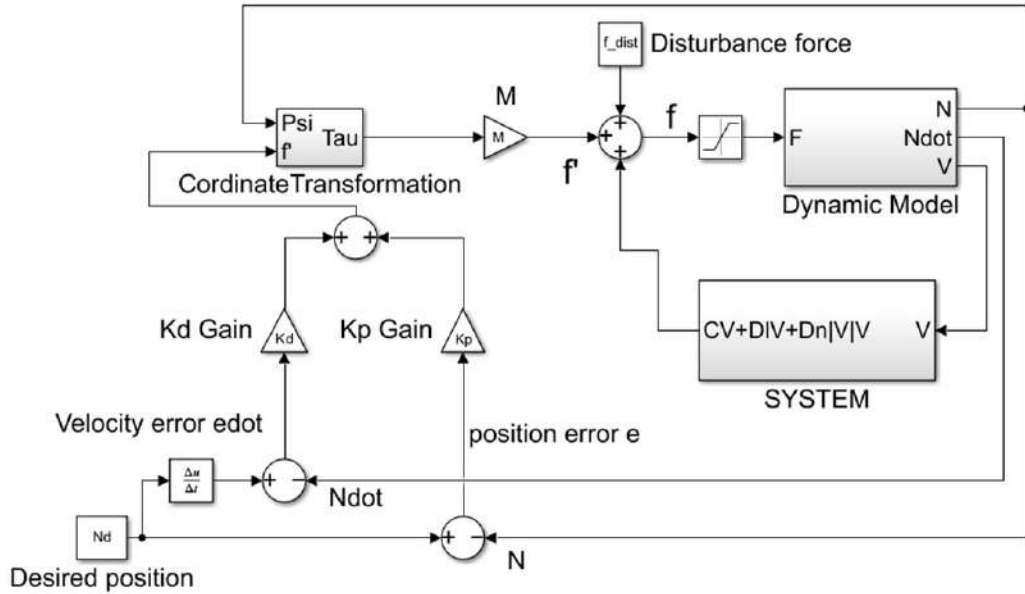 f_dist
Disturbance force
M
Psi
f'
Tau
M
+
+
+
f
f'
F
N
Ndot
V
CordinateTransformation
Dynamic Model
+
+
Kd Gain
Kd
Kp Gain
Kp
CV+DlV+Dn|V|V
V
SYSTEM
Velocity error edot
position error e
Δu
Δt
+
−
Ndot
Nd
+
−
N
Desired position